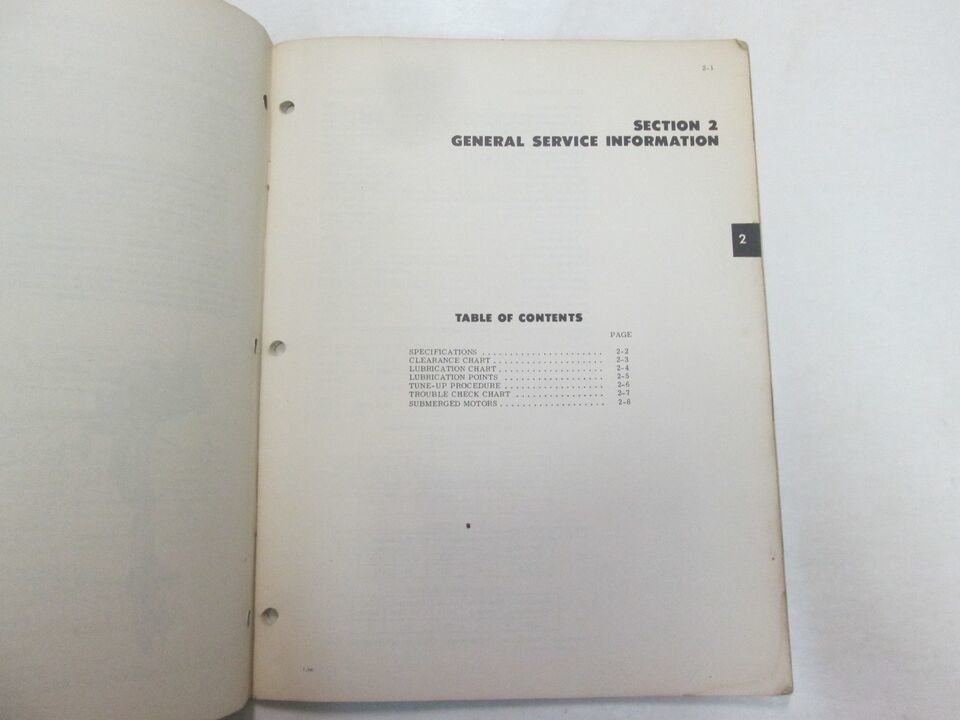 2-1
SECTION 2
GENERAL SERVICE INFORMATION
2
TABLE OF CONTENTS
PAGE
SPECIFICATIONS . . . . . . . . . . . . . . . . . . . . . . 2-2
CLEARANCE CHART . . . . . . . . . . . . . . . . . . . . 2-3
LUBRICATION CHART . . . . . . . . . . . . . . . . . . . 2-4
LUBRICATION POINTS . . . . . . . . . . . . . . . . . . 2-5
TUNE-UP PROCEDURE . . . . . . . . . . . . . . . . . . 2-6
TROUBLE CHECK CHART . . . . . . . . . . . . . . . . 2-7
SUBMERGED MOTORS . . . . . . . . . . . . . . . . . . . 2-8